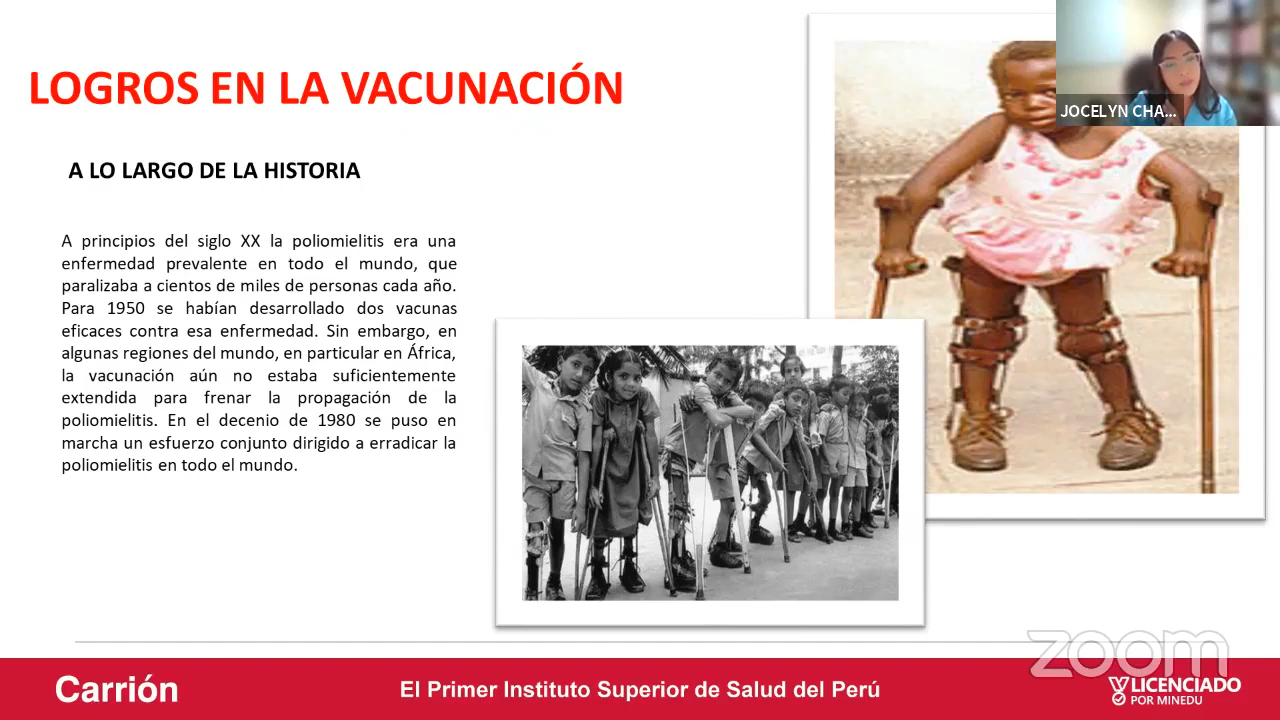 LOGROS EN LA VACUNACIÓN
JOCELYN CHA...
A LO LARGO DE LA HISTORIA
A principios del siglo XX la poliomielitis era una
enfermedad prevalente en todo el mundo, que
paralizaba a cientos de miles de personas cada año.
Para 1950 se habían desarrollado dos vacunas
eficaces contra esa enfermedad. Sin embargo, en
algunas regiones del mundo, en particular en África,
la vacunación aún no estaba suficientemente
extendida para frenar la propagación de la
poliomielitis. En el decenio de 1980 se puso en
marcha un esfuerzo conjunto dirigido a erradicar la
poliomielitis en todo el mundo.
zoom
Carrión
El Primer Instituto Superior de Salud del Perú
LICENCIADO
POR MINEDU